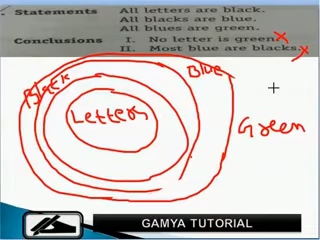 . Statements All letters are black.
All blacks are blue.
All blues are green.
Conclusions I. No letter is green. x
II. Most blue are blacks. x
Black Blue
Letters
Green
GAMYA TUTORIAL